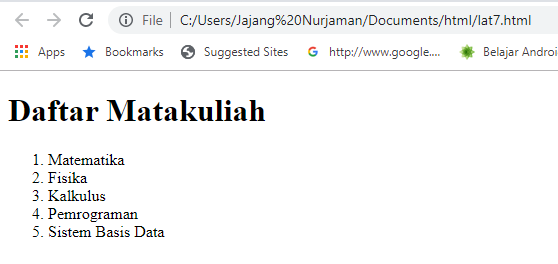 File | C:/Users/Jajang%20Nurjaman/Documents/html/lat7.html
Apps Bookmarks Suggested Sites http://www.google.... Belajar Androi
Daftar Matakuliah
1. Matematika
2. Fisika
3. Kalkulus
4. Pemrograman
5. Sistem Basis Data